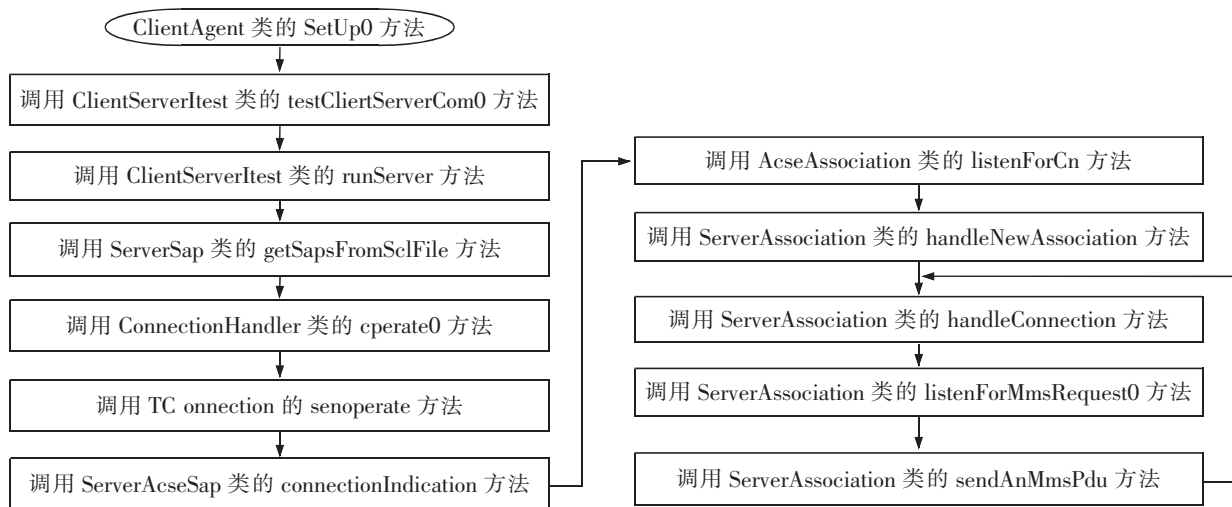 ClientAgent 类的 SetUp0 方法
调用 ClientServerItest 类的 testCliertServerCom0 方法
调用 ClientServerItest 类的 runServer 方法
调用 ServerSap 类的 getSapsFromSclFile 方法
调用 ConnectionHandler 类的 cperate0 方法
调用 TC onnection 的 senoperate 方法
调用 ServerAcseSap 类的 connectionIndication 方法
调用 AcseAssociation 类的 listenForCn 方法
调用 ServerAssociation 类的 handleNewAssociation 方法
调用 ServerAssociation 类的 handleConnection 方法
调用 ServerAssociation 类的 listenForMmsRequest0 方法
调用 ServerAssociation 类的 sendAnMmsPdu 方法